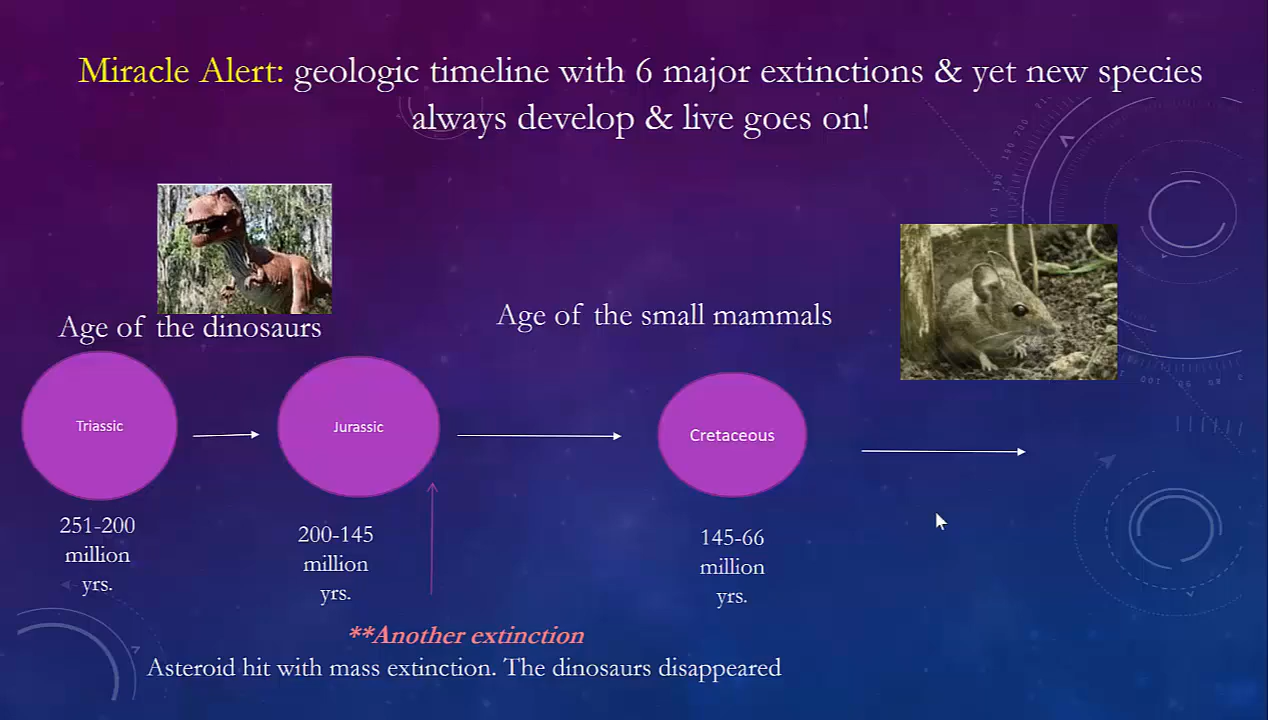 Miracle Alert: geologic timeline with 6 major extinctions & yet new species
always develop & live goes on!
Age of the dinosaurs
Age of the small mammals
Triassic
Jurassic
Cretaceous
251-200
million
yrs.
200-145
million
yrs.
145-66
million
yrs.
**Another extinction
Asteroid hit with mass extinction. The dinosaurs disappeared